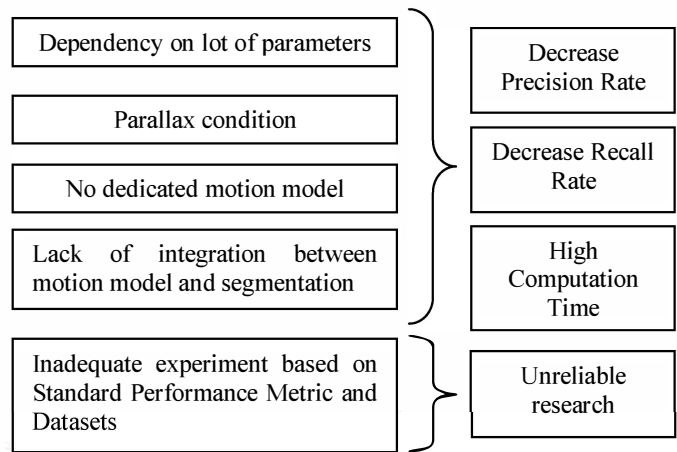 Dependency on lot of parameters
Parallax condition
No dedicated motion model
Lack of integration between
motion model and segmentation
Inadequate experiment based on
Standard Performance Metric and
Datasets
Decrease
Precision Rate
Decrease Recall
Rate
High
Computation
Time
Unreliable
research